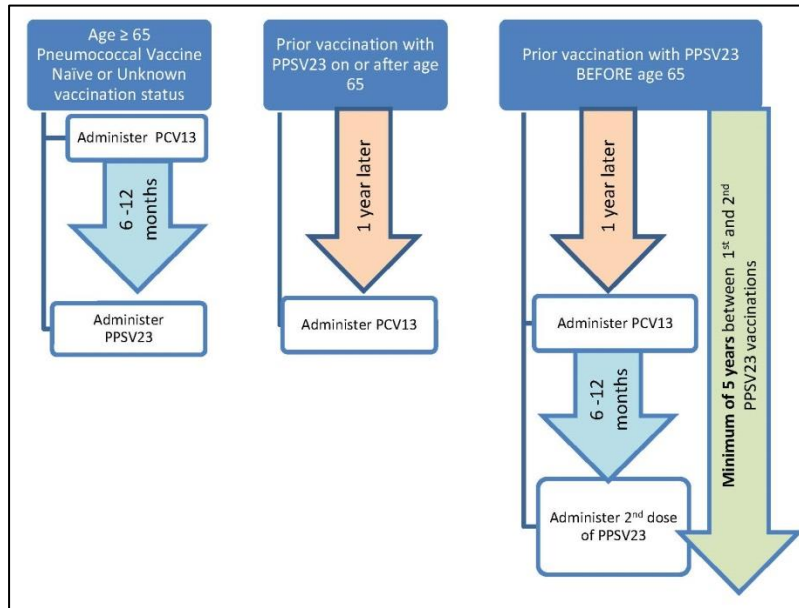 Age ≥ 65
Pneumococcal Vaccine
Naïve or Unknown
vaccination status
Administer PCV13
6 -12
months
Administer
PPSV23
Prior vaccination with
PPSV23 on or after age
65
1 year later
Administer PCV13
Prior vaccination with PPSV23
BEFORE age 65
1 year later
Administer PCV13
6 -12
months
Administer 2nd dose
of PPSV23
Minimum of 5 years between 1st and 2nd
PPSV23 vaccinations